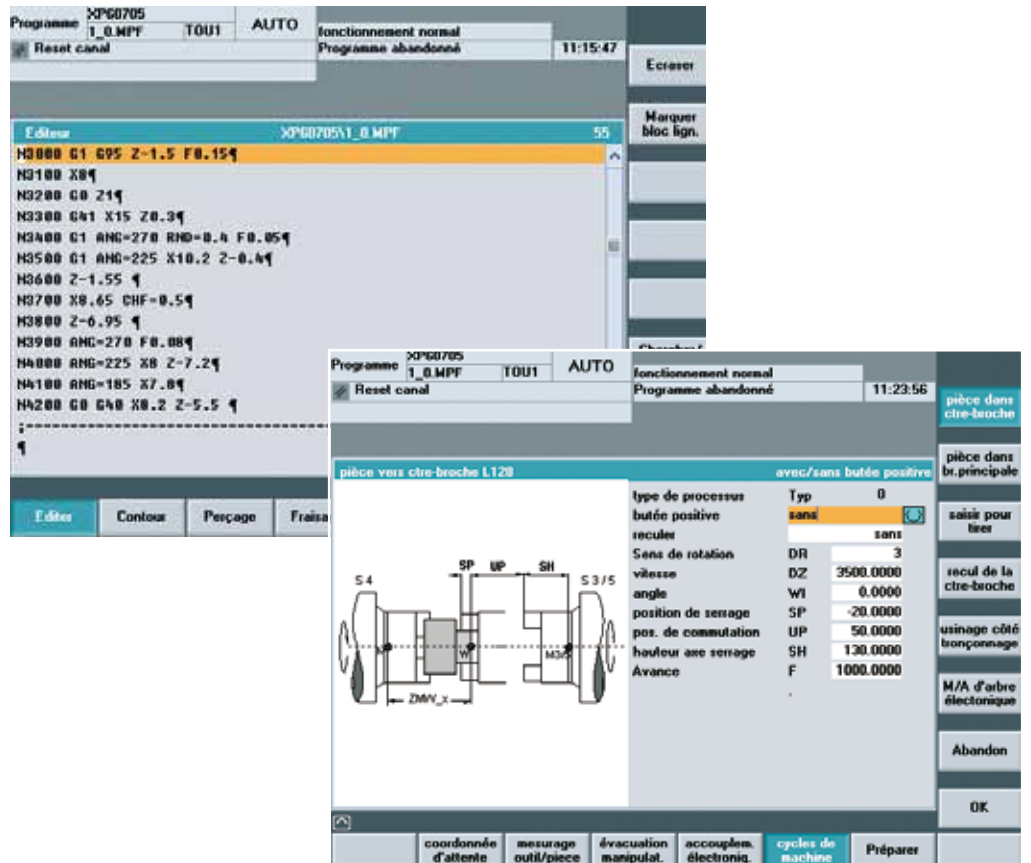 Programme
XPG0705
1_0.MPF
TOU1
AUTO
fonctionnement normal
Reset canal
Programme abandonné
11:15:47
Ecraser
Marquer
bloc lign.
Editeur
XPG0705\1_0.MPF
55
N3000 G1 G95 Z-1.5 F0.15¶
N3100 X8¶
N3200 G0 Z1¶
N3300 G41 X15 Z0.3¶
N3400 G1 ANG=270 RND=0.4 F0.05¶
N3500 G1 ANG=225 X10.2 Z-0.4¶
N3600 Z-1.55 ¶
N3700 X8.65 CHF=0.5¶
N3800 Z-6.95 ¶
N3900 ANG=270 F0.08¶
N4000 ANG=225 X8 Z-7.2¶
N4100 ANG=185 X7.8¶
N4200 G0 G40 X0.2 Z-5.5 ¶
;------------------------------------
¶
Editer
Contour
Perçage
Fraisa
Programme
XPG0705
1_0.MPF
TOU1
AUTO
fonctionnement normal
Reset canal
Programme abandonné
11:23:56
pièce dans
ctre-broche
pièce vers ctre-broche L128
avec/sans butée positive
pièce dans
br.principale
type de processus Typ 0
butée positive sans
reculer sans
Sens de rotation DR 3
vitesse DZ 3500.0000
angle WI 0.0000
position de serrage SP -20.0000
pos. de commutation UP 50.0000
hauteur axe serrage SH 130.0000
Avance F 1000.0000
saisir pour
tirer
recul de la
ctre-broche
usinage côté
tronçonnage
M/A d'arbre
électonique
Abandon
OK
SP UP SH
S4
S3/5
W
M3/5
ZMW_x
coordonnée
d'attente
mesurage
outil/piece
évacuation
manipulat.
accouplem.
électroniq.
cycles de
machine
Préparer